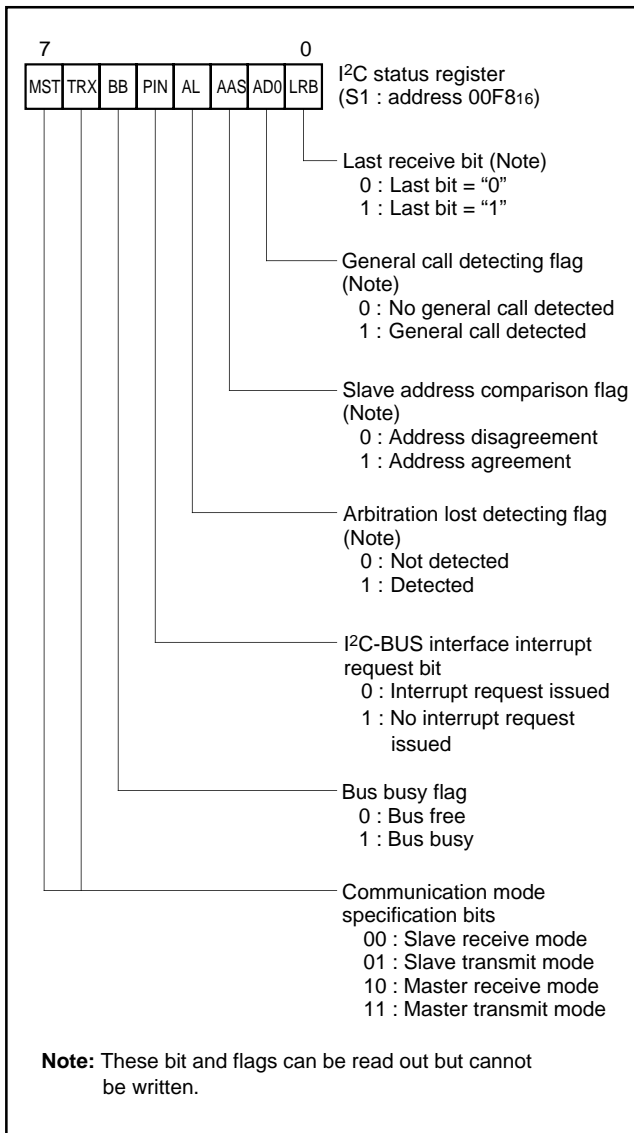 7 0
MST TRX BB PIN AL AAS AD0 LRB
I2C status register
(S1 : address 00F816)
Last receive bit (Note)
0 : Last bit = “0”
1 : Last bit = “1”
General call detecting flag
(Note)
0 : No general call detected
1 : General call detected
Slave address comparison flag
(Note)
0 : Address disagreement
1 : Address agreement
Arbitration lost detecting flag
(Note)
0 : Not detected
1 : Detected
I2C-BUS interface interrupt
request bit
0 : Interrupt request issued
1 : No interrupt request
issued
Bus busy flag
0 : Bus free
1 : Bus busy
Communication mode
specification bits
00 : Slave receive mode
01 : Slave transmit mode
10 : Master receive mode
11 : Master transmit mode
Note: These bit and flags can be read out but cannot
be written.